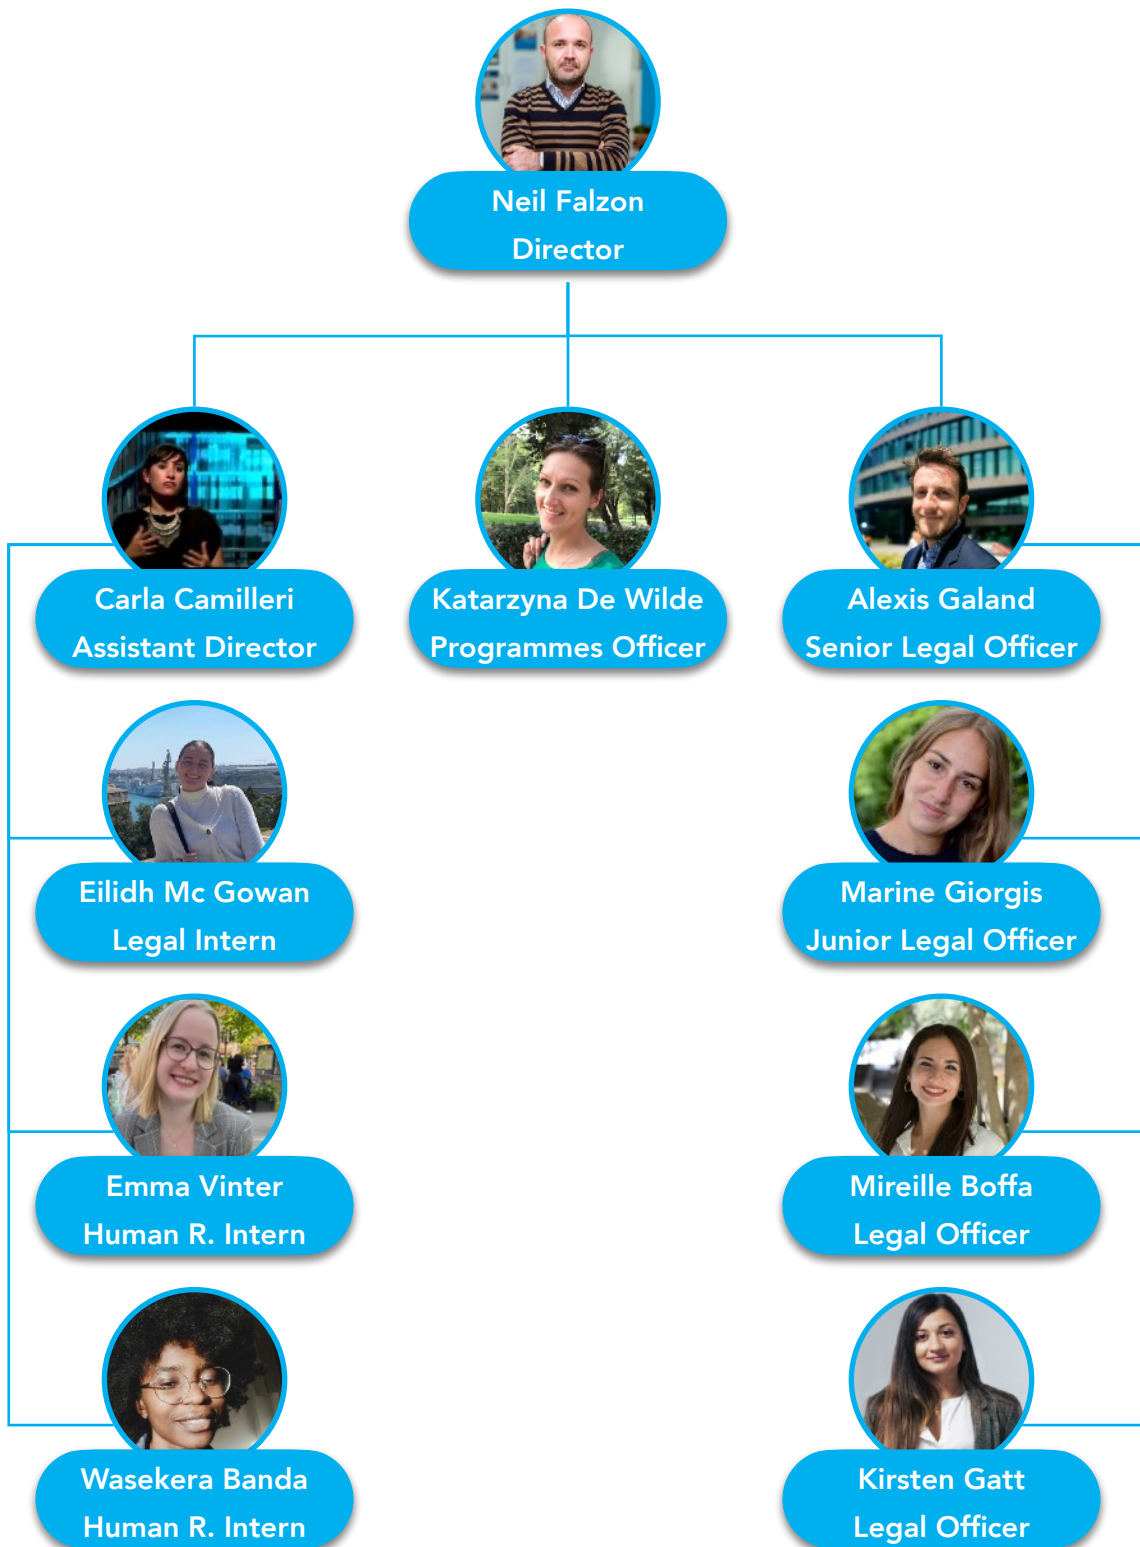 Neil Falzon
Director
Carla Camilleri
Assistant Director
Katarzyna De Wilde
Programmes Officer
Alexis Galand
Senior Legal Officer
Eilidh Mc Gowan
Legal Intern
Marine Giorgis
Junior Legal Officer
Emma Vinter
Human R. Intern
Mireille Boffa
Legal Officer
Wasekera Banda
Human R. Intern
Kirsten Gatt
Legal Officer